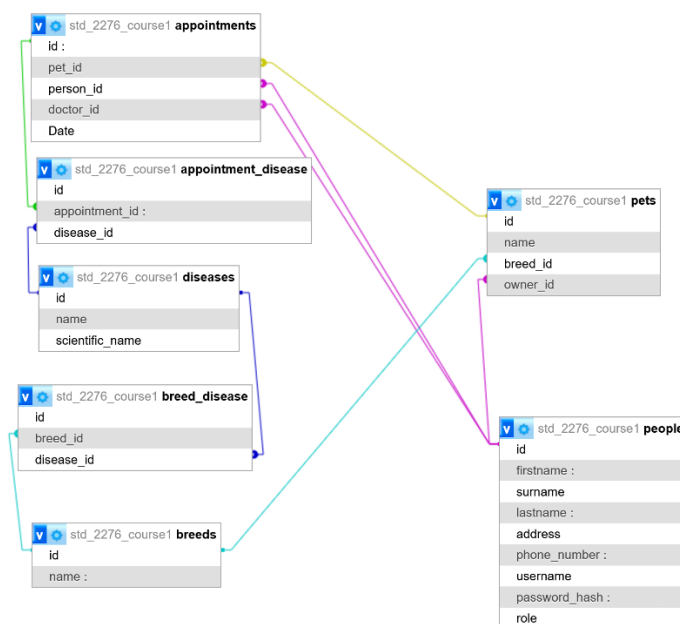 v std_2276_course1 appointments
id :
pet_id
person_id
doctor_id
Date
v std_2276_course1 appointment_disease
id
appointment_id :
disease_id
v std_2276_course1 diseases
id
name
scientific_name
v std_2276_course1 breed_disease
id
breed_id
disease_id
v std_2276_course1 breeds
id
name :
v std_2276_course1 pets
id
name
breed_id
owner_id
v std_2276_course1 people
id
firstname :
surname
lastname :
address
phone_number :
username
password_hash :
role